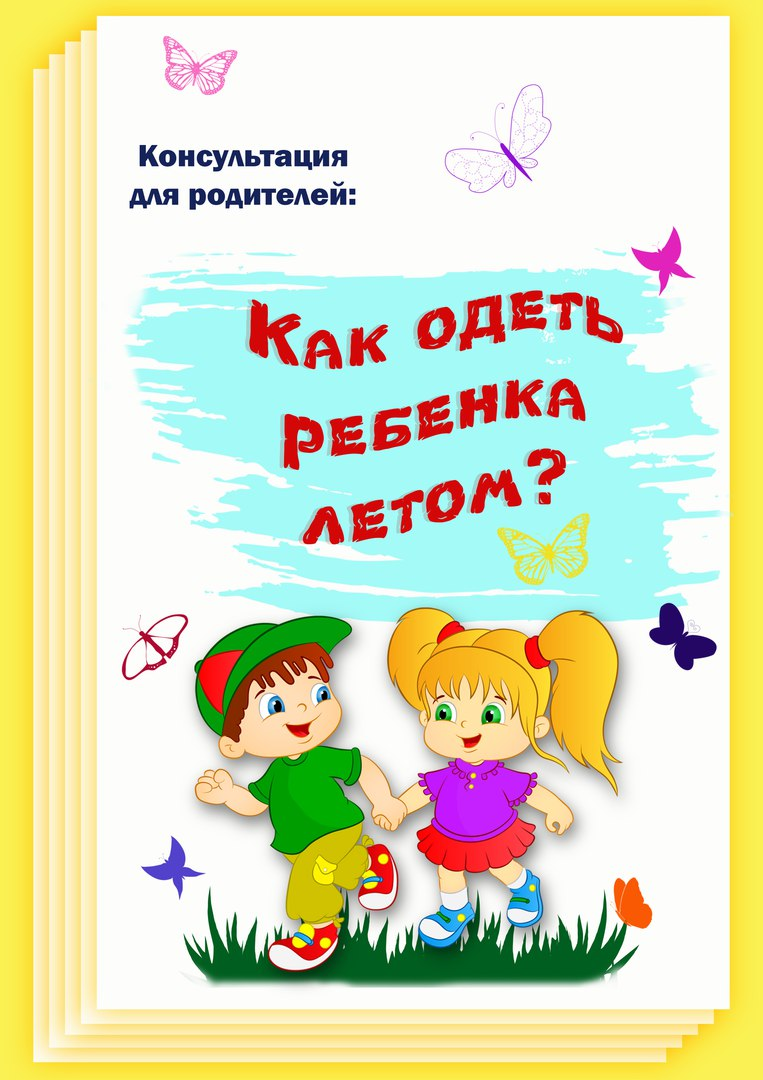 Консультация
для родителей:
Как одеть
ребенка
летом?